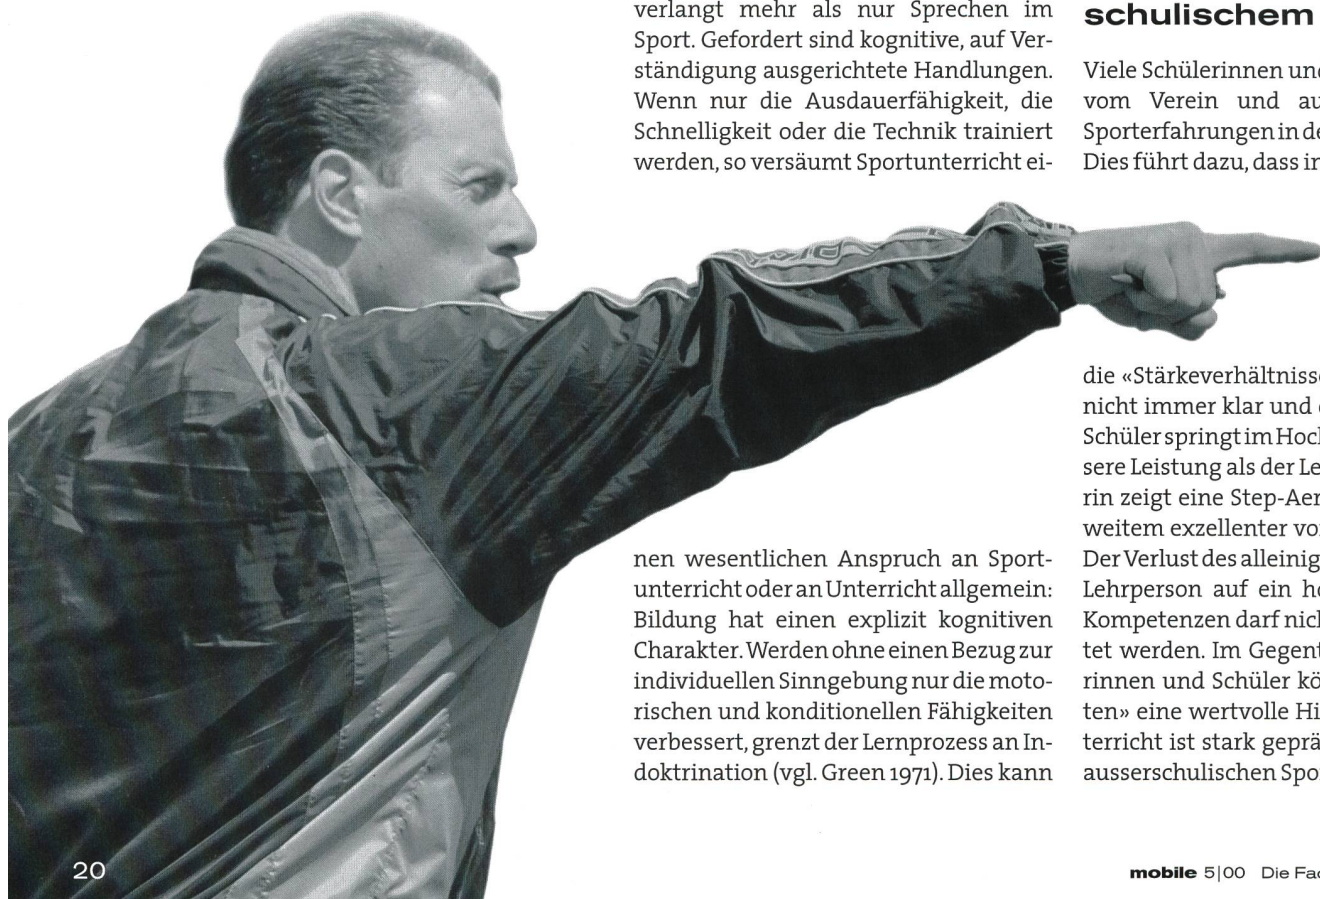 verlangt mehr als nur Sprechen im
Sport. Gefordert sind kognitive, auf Ver-
ständigung ausgerichtete Handlungen.
Wenn nur die Ausdauerfähigkeit, die
Schnelligkeit oder die Technik trainiert
werden, so versäumt Sportunterricht ei-
nen wesentlichen Anspruch an Sport-
unterricht oder an Unterricht allgemein:
Bildung hat einen explizit kognitiven
Charakter. Werden ohne einen Bezug zur
individuellen Sinngebung nur die moto-
rischen und konditionellen Fähigkeiten
verbessert, grenzt der Lernprozess an In-
doktrination (vgl. Green 1971). Dies kann
schulischem
Viele Schülerinnen und
vom Verein und au
Sporterfahrungen in de
Dies führt dazu, dass in
die «Stärkeverhältnisse
nicht immer klar und
Schüler springt im Hoch
sere Leistung als der Le
rin zeigt eine Step-Aer
weitem exzellenter vo
Der Verlust des alleinig
Lehrperson auf ein ho
Kompetenzen darf nich
tet werden. Im Gegent
rinnen und Schüler kö
ten» eine wertvolle Hi
terricht ist stark geprä
ausserschulischen Spo
20
mobile 5|00 Die Fac